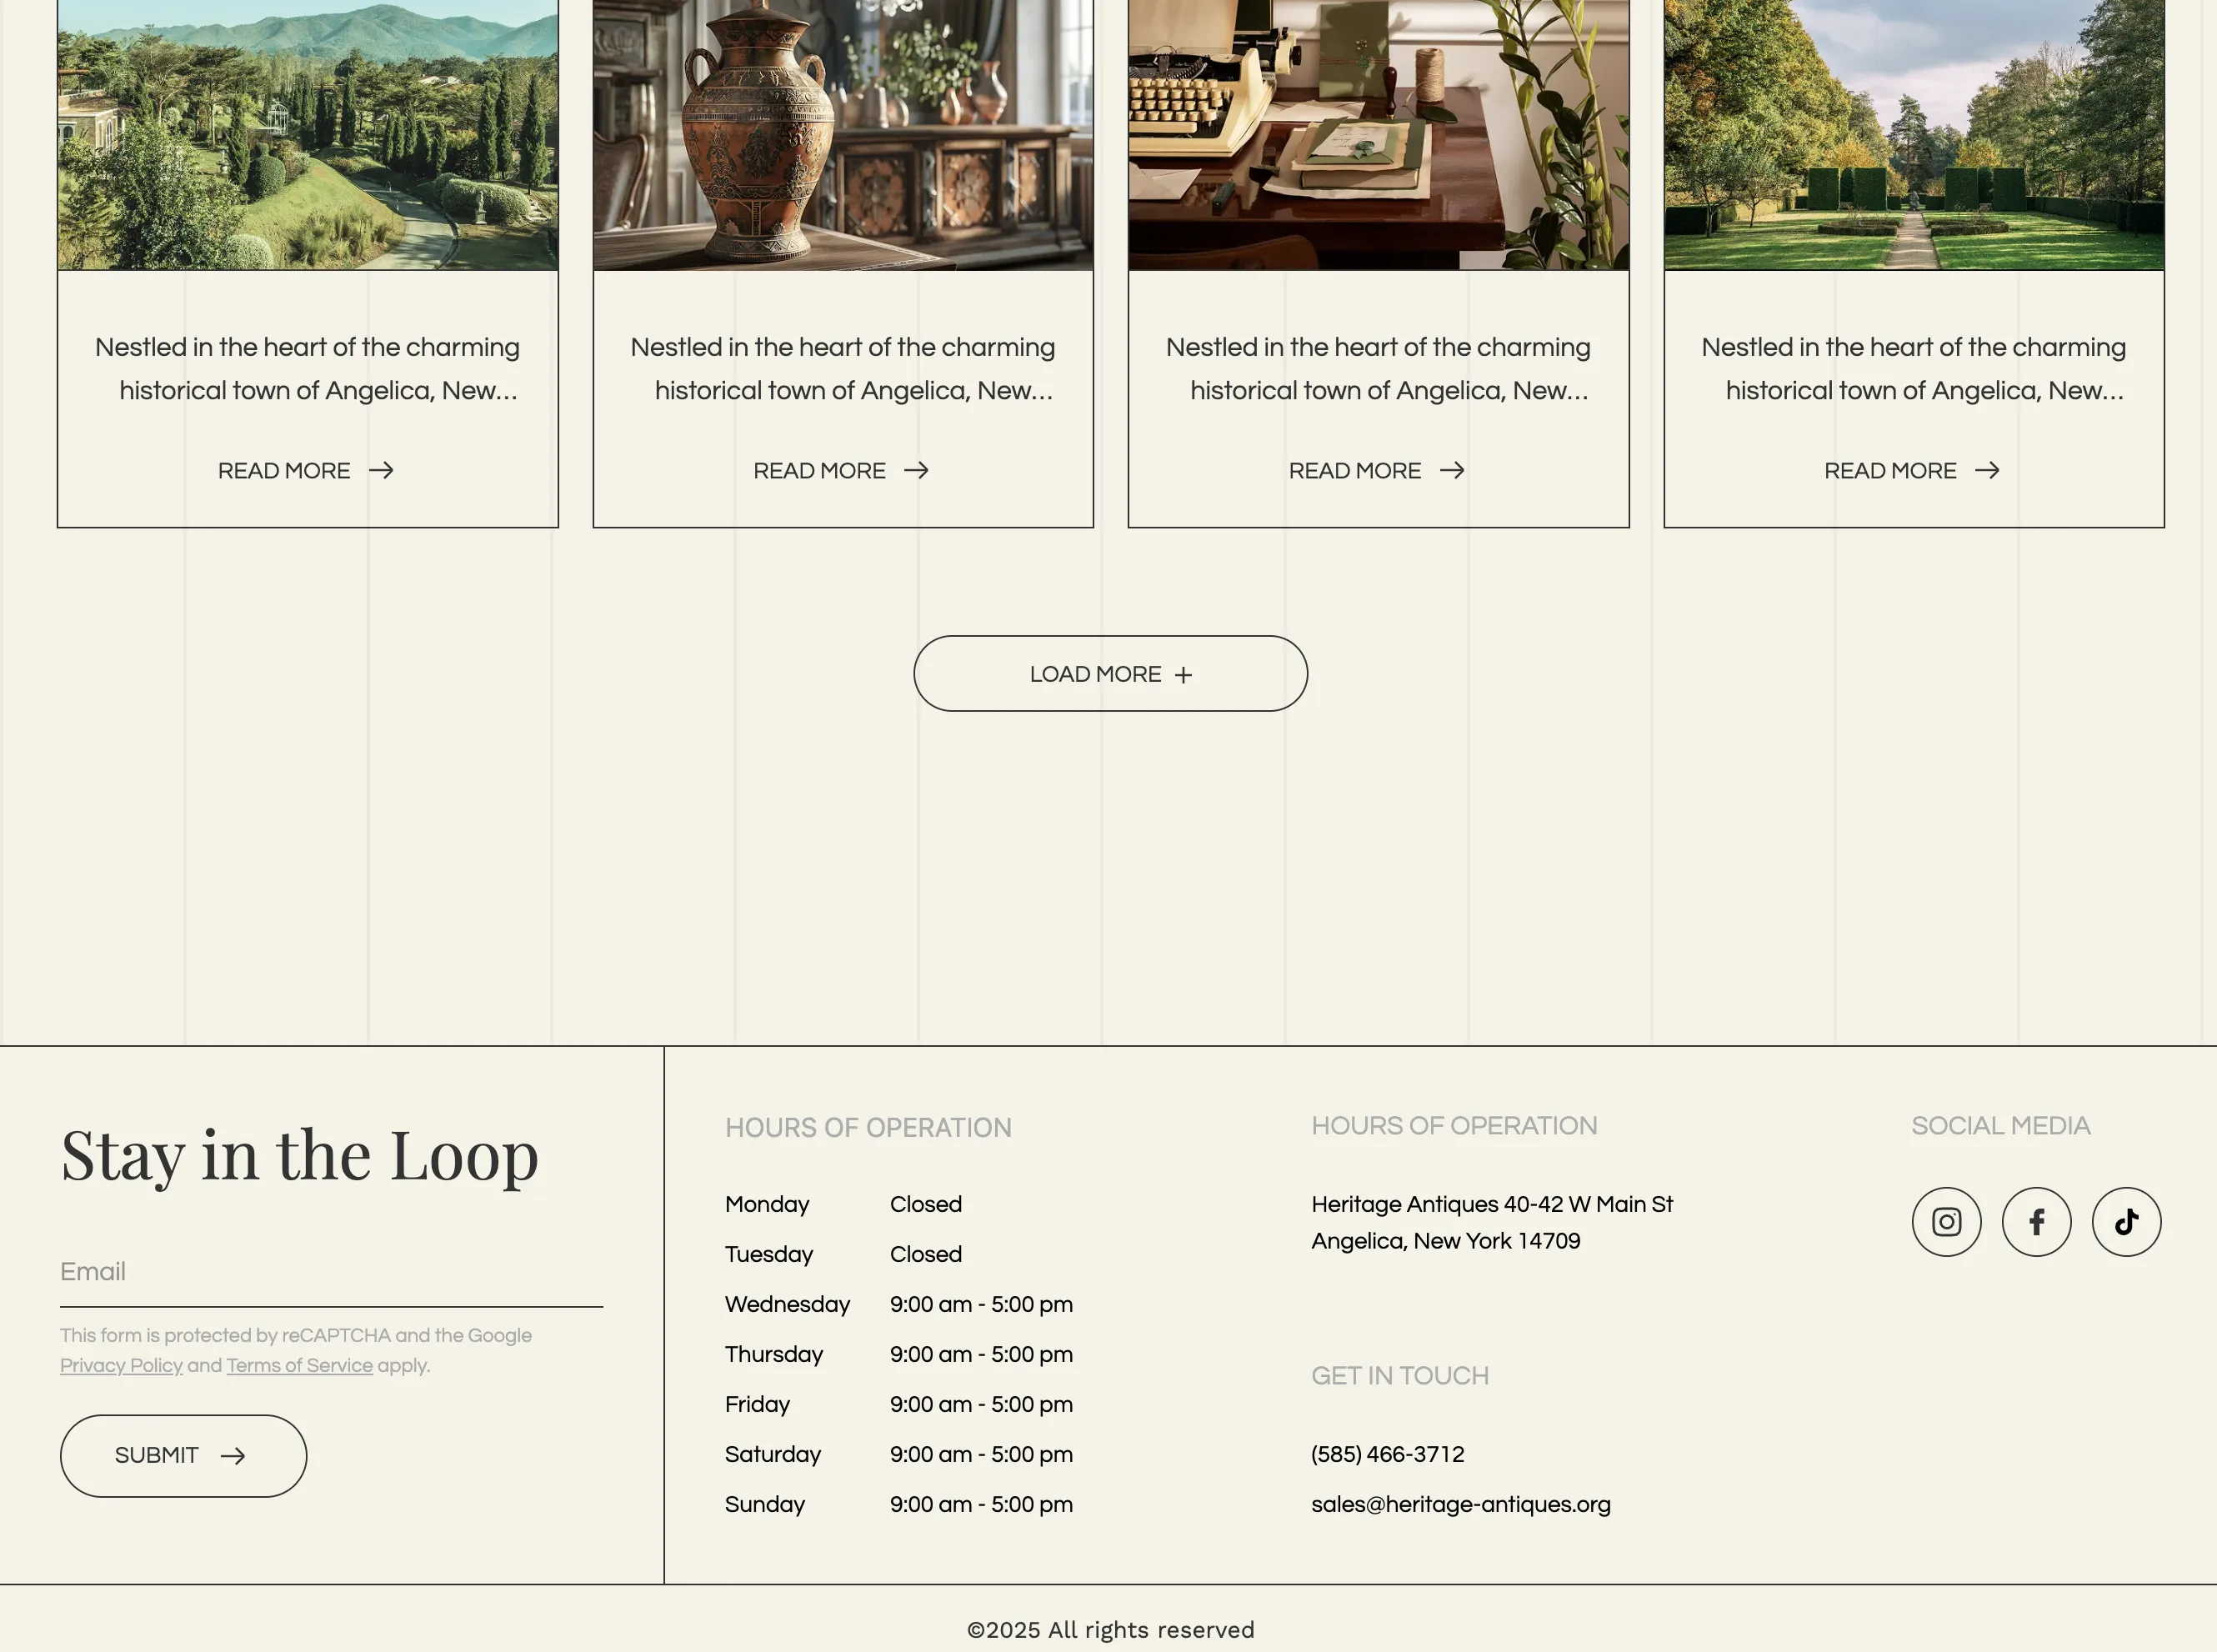 Nestled in the heart of the charming
historical town of Angelica, New...
READ MORE
Nestled in the heart of the charming
historical town of Angelica, New...
READ MORE
Nestled in the heart of the charming
historical town of Angelica, New...
READ MORE
Nestled in the heart of the charming
historical town of Angelica, New...
READ MORE
LOAD MORE +
Stay in the Loop
Email
This form is protected by reCAPTCHA and the Google
Privacy Policy and Terms of Service apply.
SUBMIT
HOURS OF OPERATION
Monday Closed
Tuesday Closed
Wednesday 9:00 am - 5:00 pm
Thursday 9:00 am - 5:00 pm
Friday 9:00 am - 5:00 pm
Saturday 9:00 am - 5:00 pm
Sunday 9:00 am - 5:00 pm
HOURS OF OPERATION
Heritage Antiques 40-42 W Main St
Angelica, New York 14709
GET IN TOUCH
(585) 466-3712
sales@heritage-antiques.org
SOCIAL MEDIA
©2025 All rights reserved